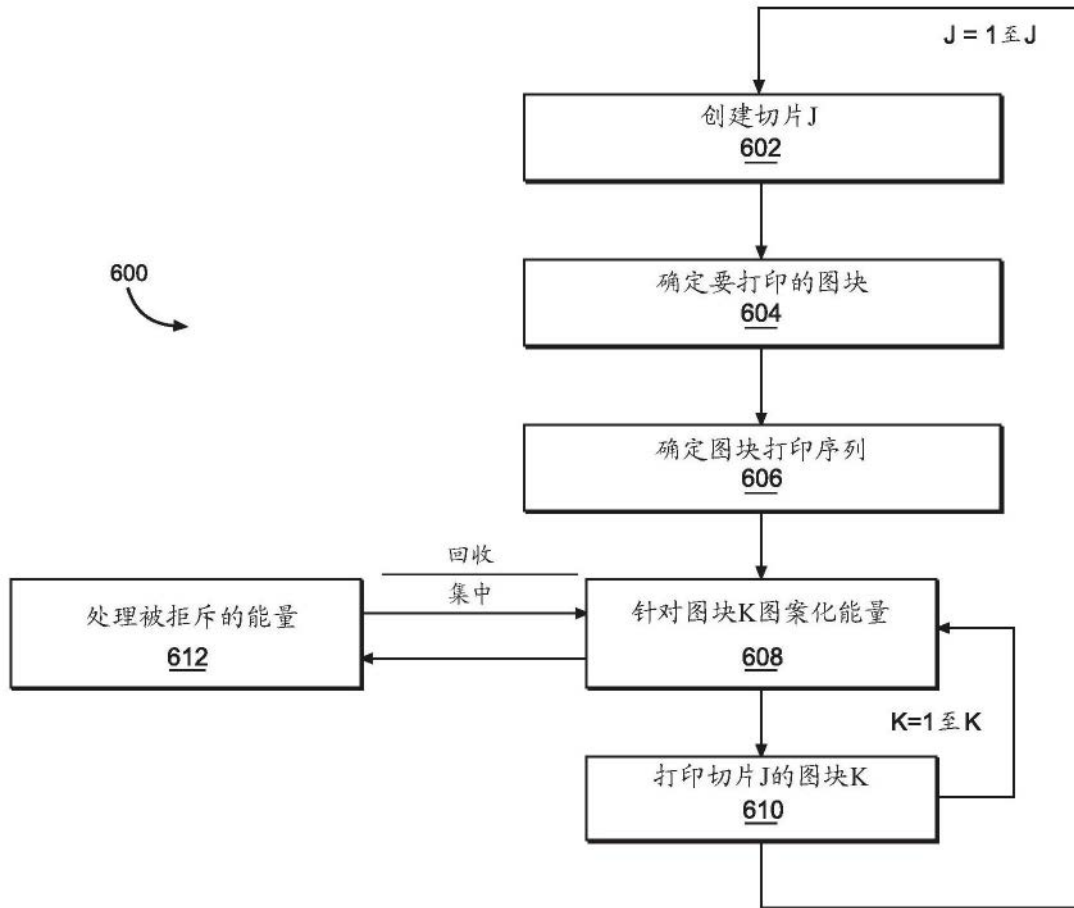 J = 1至J
创建切片J
602
600
确定要打印的图块
604
确定图块打印序列
606
回收
集中
处理被拒斥的能量
612
针对图块K图案化能量
608
K=1至K
打印切片J的图块K
610